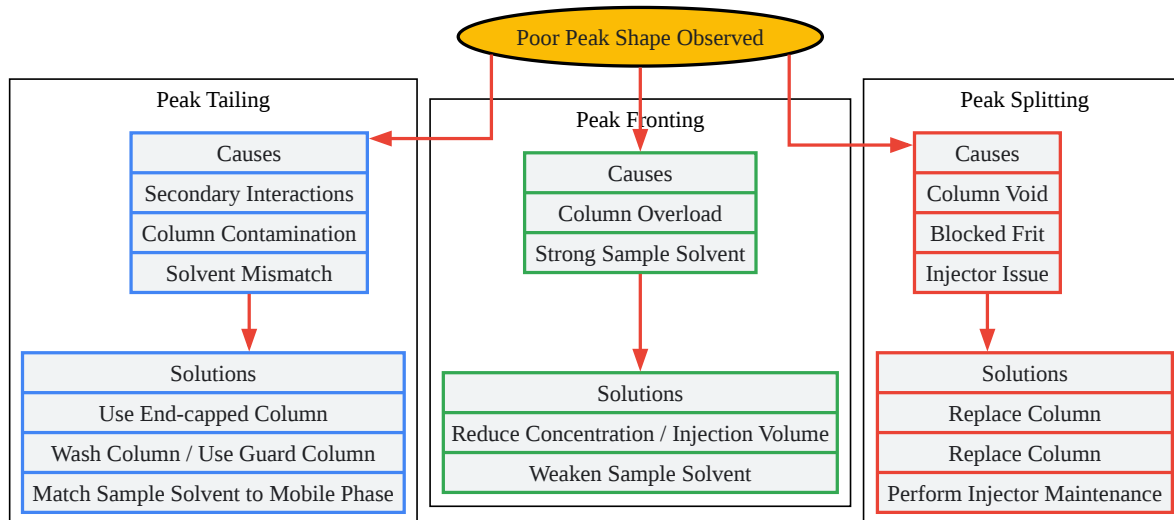 Poor Peak Shape Observed
Peak Tailing
Causes
Secondary Interactions
Column Contamination
Solvent Mismatch
Solutions
Use End-capped Column
Wash Column / Use Guard Column
Match Sample Solvent to Mobile Phase
Peak Fronting
Causes
Column Overload
Strong Sample Solvent
Solutions
Reduce Concentration / Injection Volume
Weaken Sample Solvent
Peak Splitting
Causes
Column Void
Blocked Frit
Injector Issue
Solutions
Replace Column
Replace Column
Perform Injector Maintenance